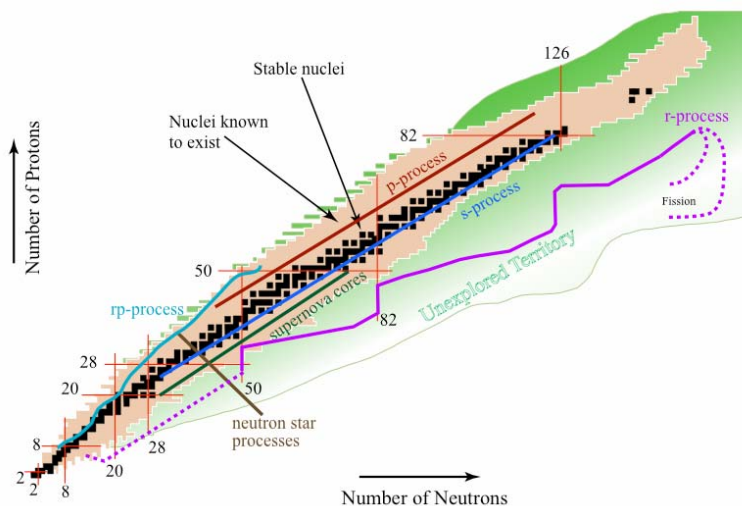 126
Stable nuclei
Nuclei known
to exist
82
r-process
p-process
s-process
Fission
Number of Protons
50
Unexplored Territory
rp-process
supernova cores
82
28
50
20
neutron star
processes
28
8
20
2
2
8
Number of Neutrons